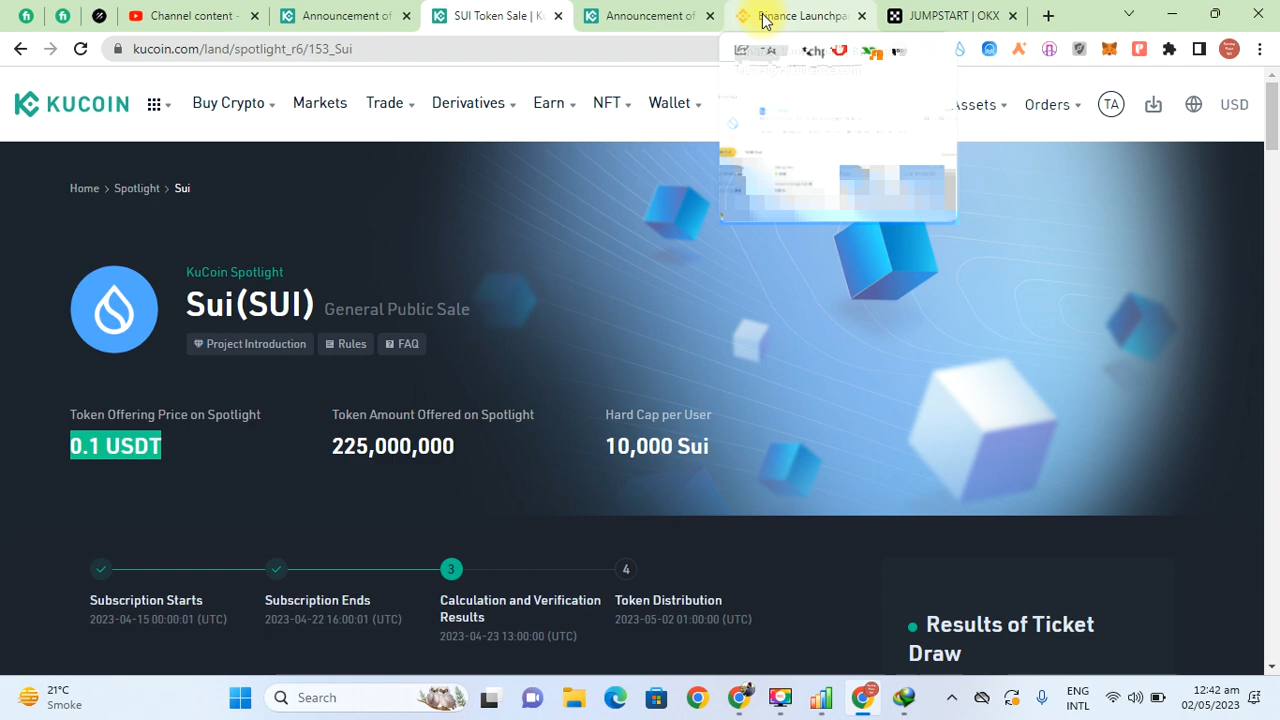 Channel content -
Announcement of
SUI Token Sale | Ku
Announcement of
Binance Launchpa
JUMPSTART | OKX
kucoin.com/land/spotlight_r6/153_Sui
KUCOIN
Buy Crypto
Markets
Trade
Derivatives
Earn
NFT
Wallet
Assets
Orders
TA
USD
Home > Spotlight > Sui
KuCoin Spotlight
Sui(SUI) General Public Sale
Project Introduction
Rules
FAQ
Token Offering Price on Spotlight
Token Amount Offered on Spotlight
Hard Cap per User
0.1 USDT
225,000,000
10,000 Sui
3
4
Subscription Starts
Subscription Ends
Calculation and Verification
Results
Token Distribution
2023-04-15 00:00:01 (UTC)
2023-04-22 16:00:01 (UTC)
2023-04-23 13:00:00 (UTC)
2023-05-02 01:00:00 (UTC)
Results of Ticket
Draw
21°C
Smoke
Search
ENG
INTL
12:42 am
02/05/2023